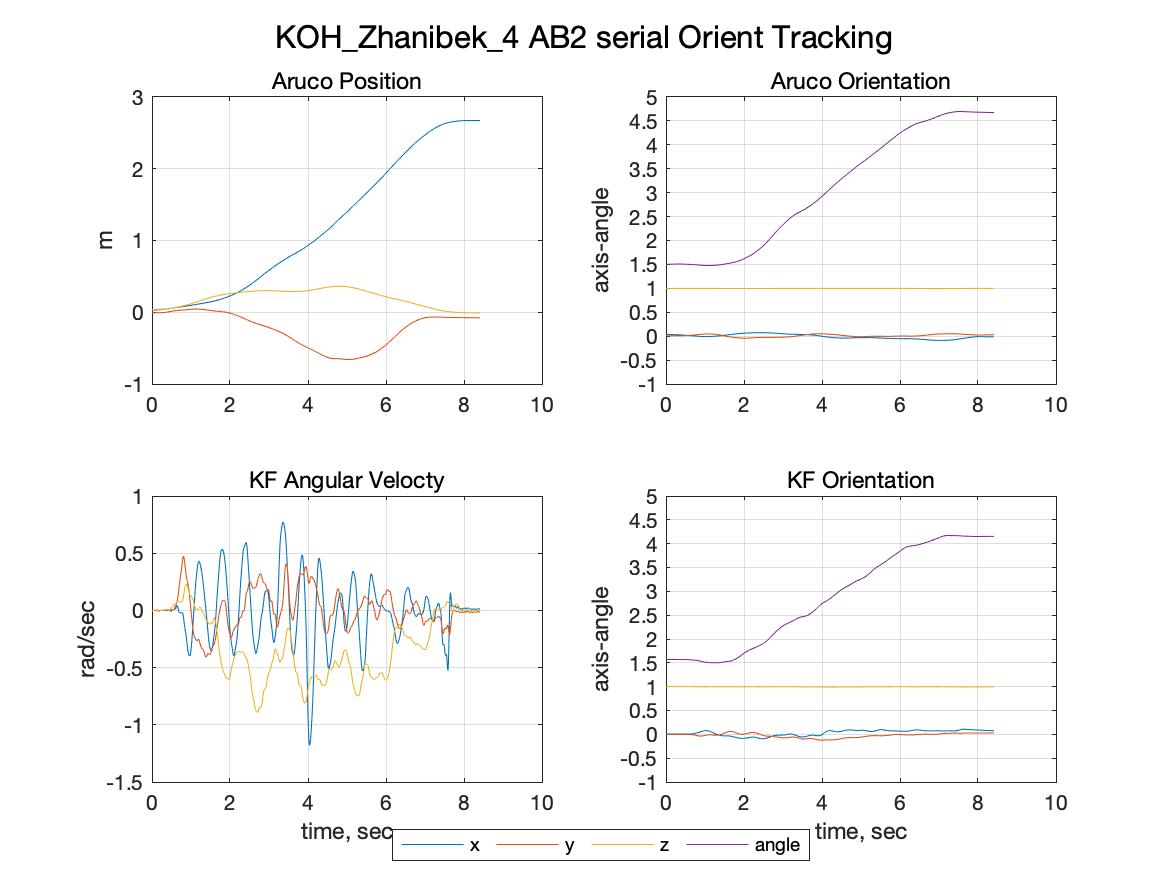 KOH_Zhanibek_4 AB2 serial Orient Tracking
Aruco Position
3
2
1
0
-1
m
0 2 4 6 8 10
Aruco Orientation
5
4.5
4
3.5
3
2.5
2
1.5
1
0.5
0
-0.5
-1
axis-angle
0 2 4 6 8 10
KF Angular Velocty
1
0.5
0
-0.5
-1
-1.5
rad/sec
0 2 4 6 8 10
time, sec
KF Orientation
5
4.5
4
3.5
3
2.5
2
1.5
1
0.5
0
-0.5
-1
axis-angle
0 2 4 6 8 10
time, sec
x y z angle